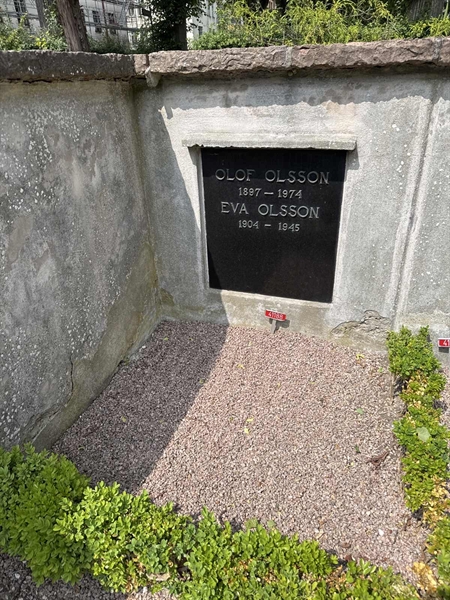 OLOF OLSSON
1897 — 1974
EVA OLSSON
1904 — 1945